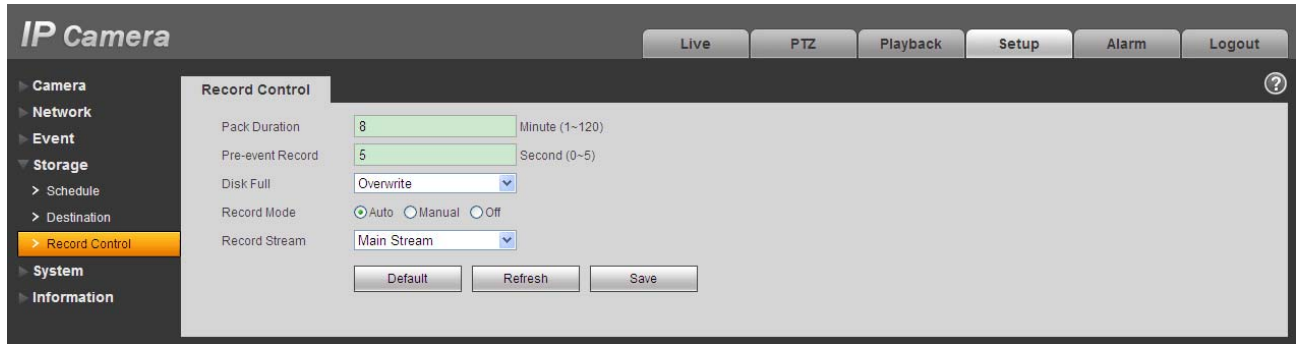 IP Camera
Live PTZ Playback Setup Alarm Logout
Camera
Network
Event
Storage
> Schedule
> Destination
> Record Control
System
Information
Record Control
?
Pack Duration 8 Minute (1~120)
Pre-event Record 5 Second (0~5)
Disk Full Overwrite
Record Mode Auto Manual Off
Record Stream Main Stream
Default Refresh Save